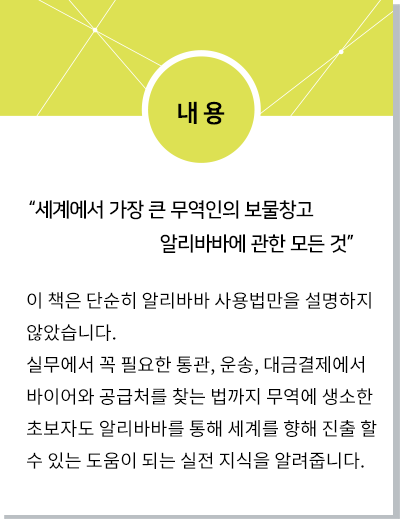 내 용
“세계에서 가장 큰 무역인의 보물창고
알리바바에 관한 모든 것”
이 책은 단순히 알리바바 사용법만을 설명하지
않았습니다.
실무에서 꼭 필요한 통관, 운송, 대금결제에서
바이어와 공급처를 찾는 법까지 무역에 생소한
초보자도 알리바바를 통해 세계를 향해 진출 할
수 있는 도움이 되는 실전 지식을 알려줍니다.